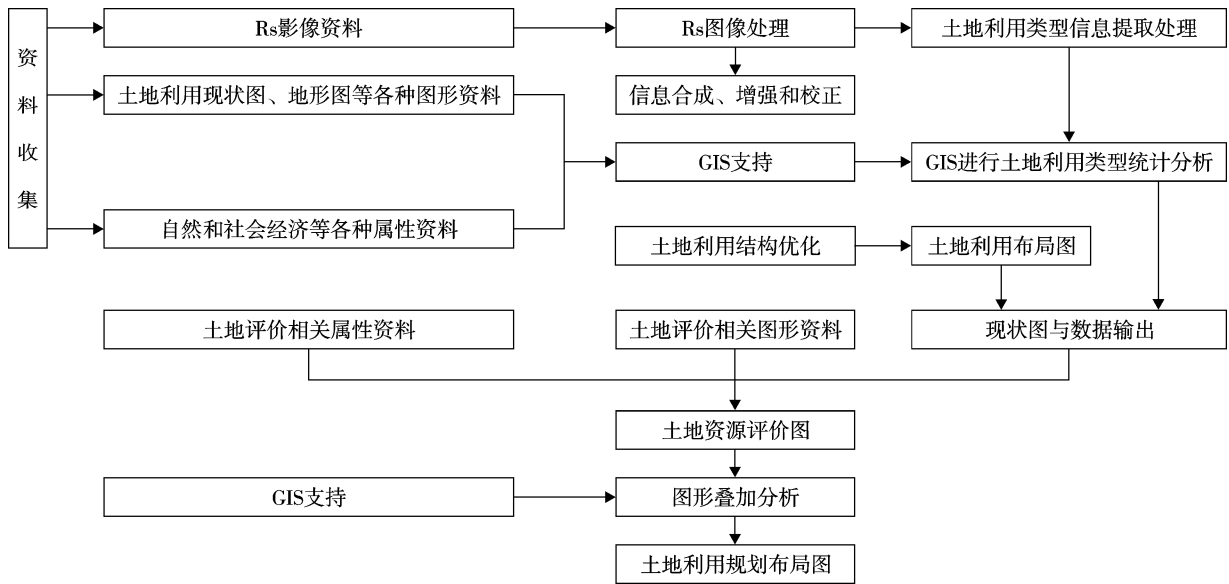 资料收集
Rs影像资料
Rs图像处理
土地利用类型信息提取处理
土地利用现状图、地形图等各种图形资料
信息合成、增强和校正
GIS支持
GIS进行土地利用类型统计分析
自然和社会经济等各种属性资料
土地利用结构优化
土地利用布局图
土地评价相关属性资料
土地评价相关图形资料
现状图与数据输出
土地资源评价图
GIS支持
图形叠加分析
土地利用规划布局图